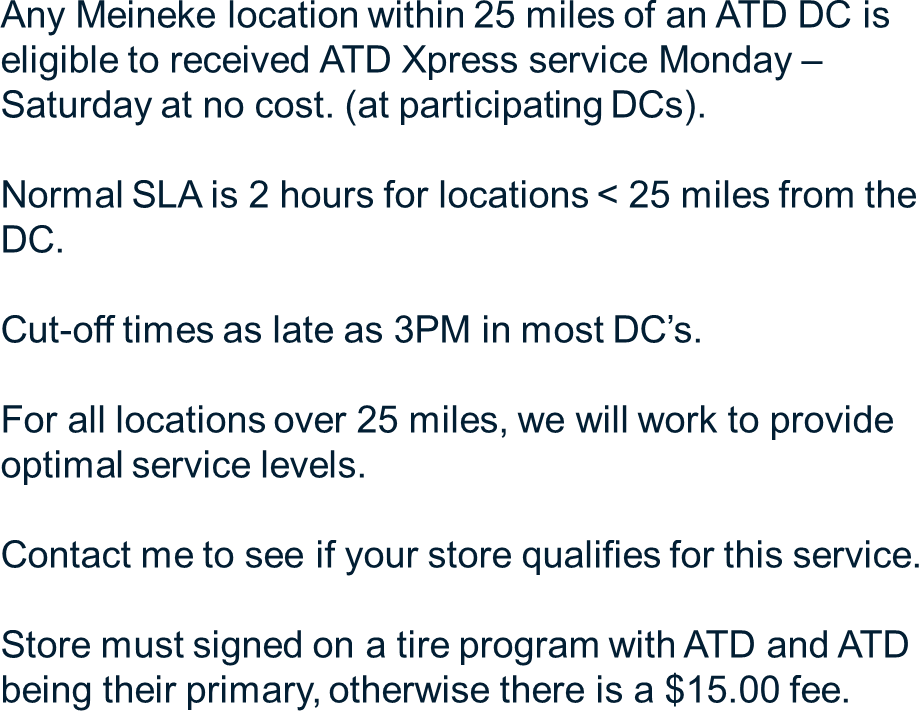 Any Meineke location within 25 miles of an ATD DC is
eligible to received ATD Xpress service Monday –
Saturday at no cost. (at participating DCs).
Normal SLA is 2 hours for locations < 25 miles from the
DC.
Cut-off times as late as 3PM in most DC’s.
For all locations over 25 miles, we will work to provide
optimal service levels.
Contact me to see if your store qualifies for this service.
Store must signed on a tire program with ATD and ATD
being their primary, otherwise there is a $15.00 fee.